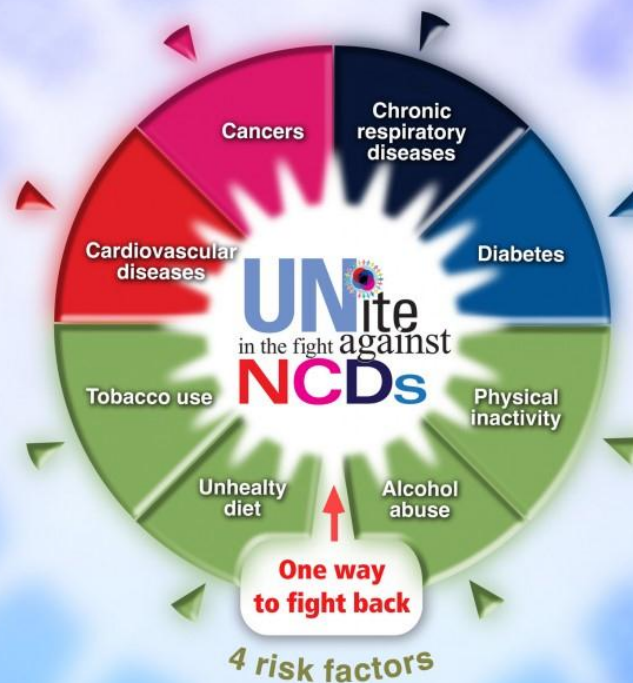 Cancers
Chronic
respiratory
diseases
Cardiovascular
diseases
Diabetes
UNite
in the fight against
NCDs
Tobacco use
Physical
inactivity
Unhealty
diet
Alcohol
abuse
One way
to fight back
4 risk factors